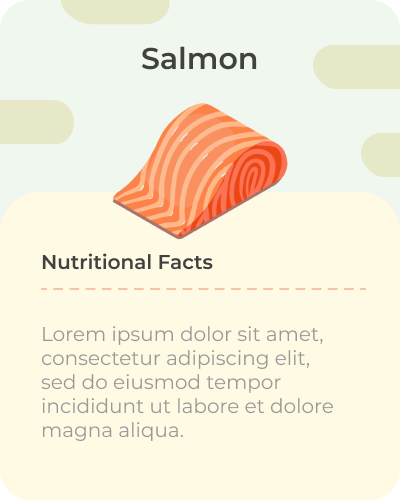 Salmon
Nutritional Facts
Lorem ipsum dolor sit amet,
consectetur adipiscing elit,
sed do eiusmod tempor
incididunt ut labore et dolore
magna aliqua.